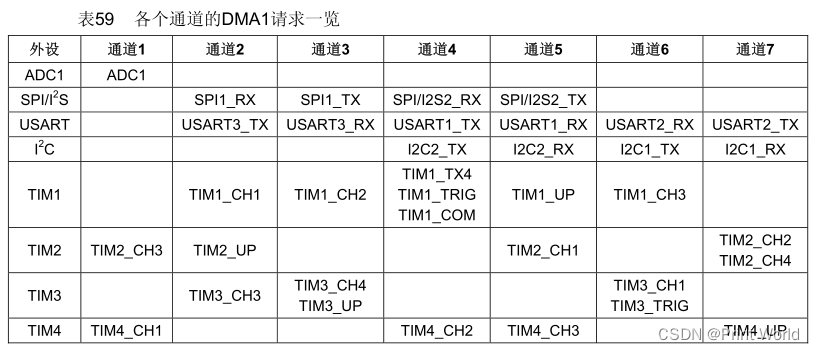 表59 各个通道的DMA1请求一览
外设 通道1 通道2 通道3 通道4 通道5 通道6 通道7
ADC1 ADC1
SPI/I²S SPI1_RX SPI1_TX SPI/I2S2_RX SPI/I2S2_TX
USART USART3_TX USART3_RX USART1_TX USART1_RX USART2_RX USART2_TX
I²C I2C2_TX I2C2_RX I2C1_TX I2C1_RX
TIM1 TIM1_CH1 TIM1_CH2 TIM1_TX4 TIM1_UP TIM1_CH3
TIM1_TRIG
TIM1_COM
TIM2 TIM2_CH3 TIM2_UP TIM2_CH1 TIM2_CH2
TIM2_CH4
TIM3 TIM3_CH3 TIM3_CH4 TIM3_CH1
TIM3_UP TIM3_TRIG
TIM4 TIM4_CH1 TIM4_CH2 TIM4_CH3 TIM4_UP
CSDN @Print World